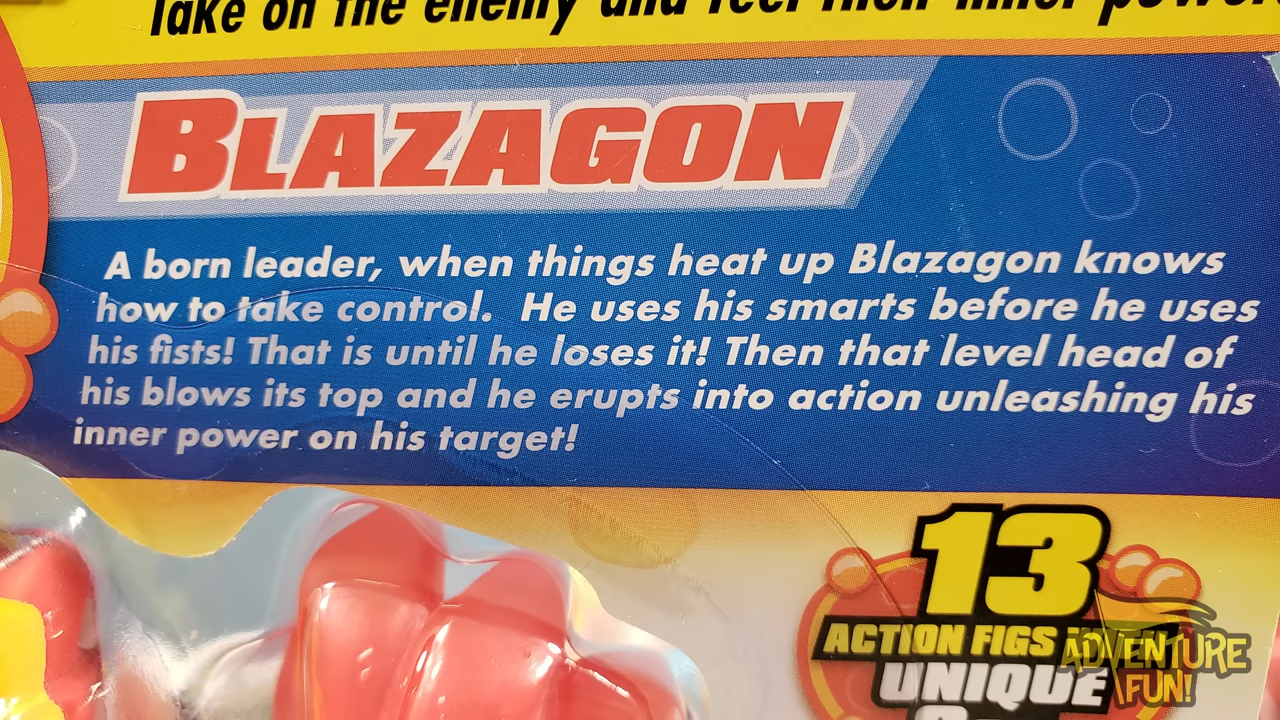 Take on the enemy and feel their inner power
BLAZAGON
A born leader, when things heat up Blazagon knows
how to take control. He uses his smarts before he uses
his fists! That is until he loses it! Then that level head of
his blows its top and he erupts into action unleashing his
inner power on his target!
13
ACTION FIGS
UNIQUE
ADVENTURE
FUN!